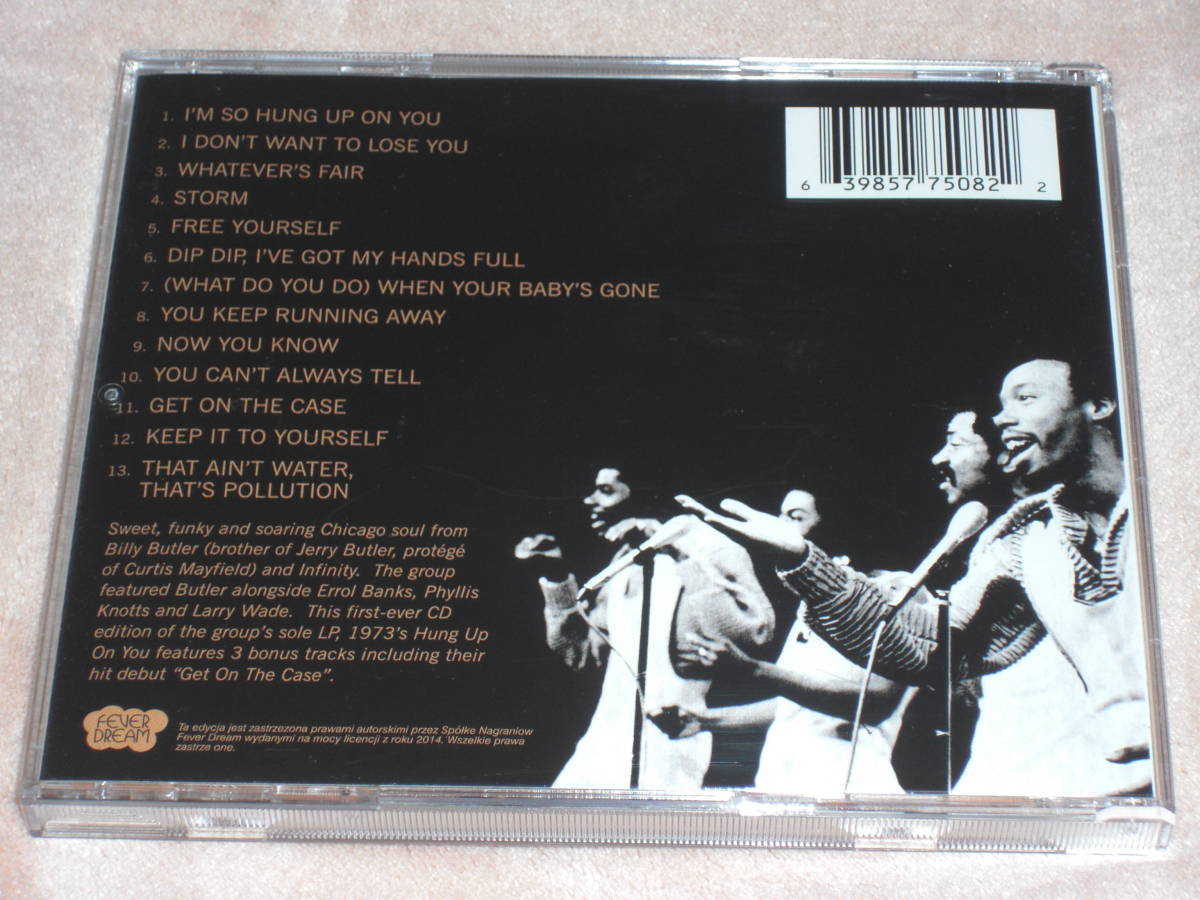 1. I'M SO HUNG UP ON YOU
2. I DON'T WANT TO LOSE YOU
3. WHATEVER'S FAIR
4. STORM
5. FREE YOURSELF
6. DIP DIP, I'VE GOT MY HANDS FULL
7. (WHAT DO YOU DO) WHEN YOUR BABY'S GONE
8. YOU KEEP RUNNING AWAY
9. NOW YOU KNOW
10. YOU CAN'T ALWAYS TELL
11. GET ON THE CASE
12. KEEP IT TO YOURSELF
13. THAT AIN'T WATER,
THAT'S POLLUTION
6 39857 75082 2
Sweet, funky and soaring Chicago soul from
Billy Butler (brother of Jerry Butler, protégé
of Curtis Mayfield) and Infinity. The group
featured Butler alongside Errol Banks, Phyllis
Knotts and Larry Wade. This first-ever CD
edition of the group's sole LP, 1973's Hung Up
On You features 3 bonus tracks including their
hit debut "Get On The Case".
FEVER
DREAM
Ta edycja jest zastrzezona prawami autorskimi przez Spólke Nagraniow
Fever Dream wydanymi na mocy licencji z roku 2014. Wszelkie prawa
zastrze one.